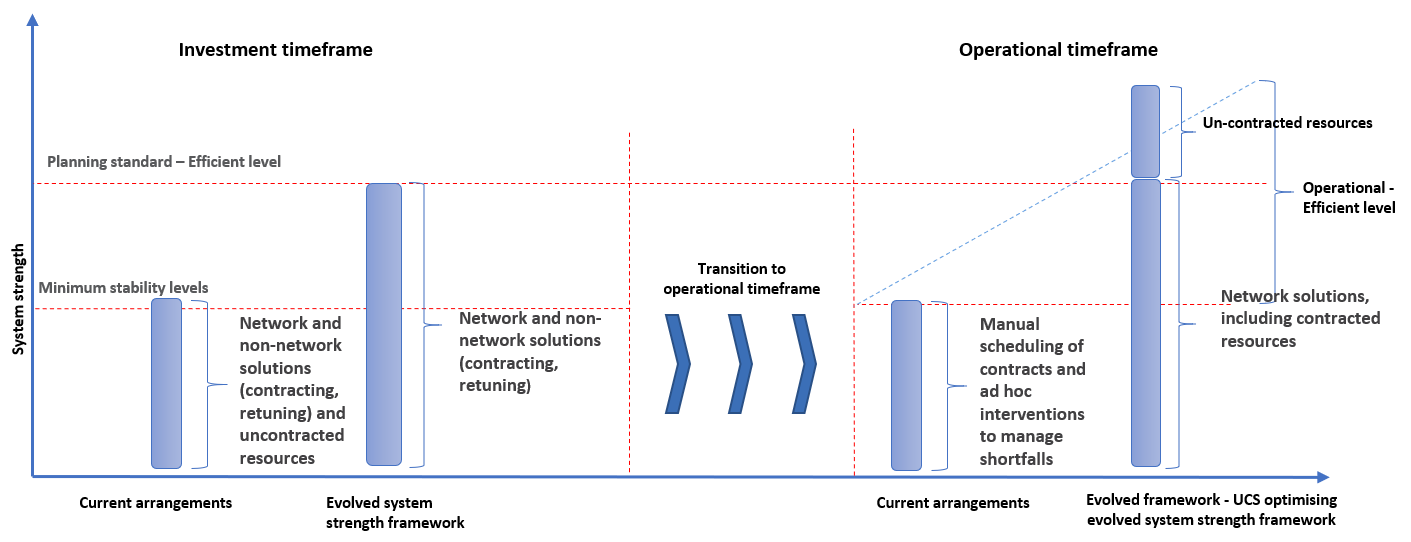 Investment timeframe
Operational timeframe
Un-contracted resources
Planning standard – Efficient level
Operational -
Efficient level
System strength
Minimum stability levels
Network and
non-network
solutions
(contracting,
retuning) and
uncontracted
resources
Network and non-
network solutions
(contracting,
retuning)
Transition to
operational timeframe
Manual
scheduling of
contracts and
ad hoc
interventions
to manage
shortfalls
Network solutions,
including contracted
resources
Current arrangements
Evolved system
strength framework
Current arrangements
Evolved framework - UCS optimising
evolved system strength framework